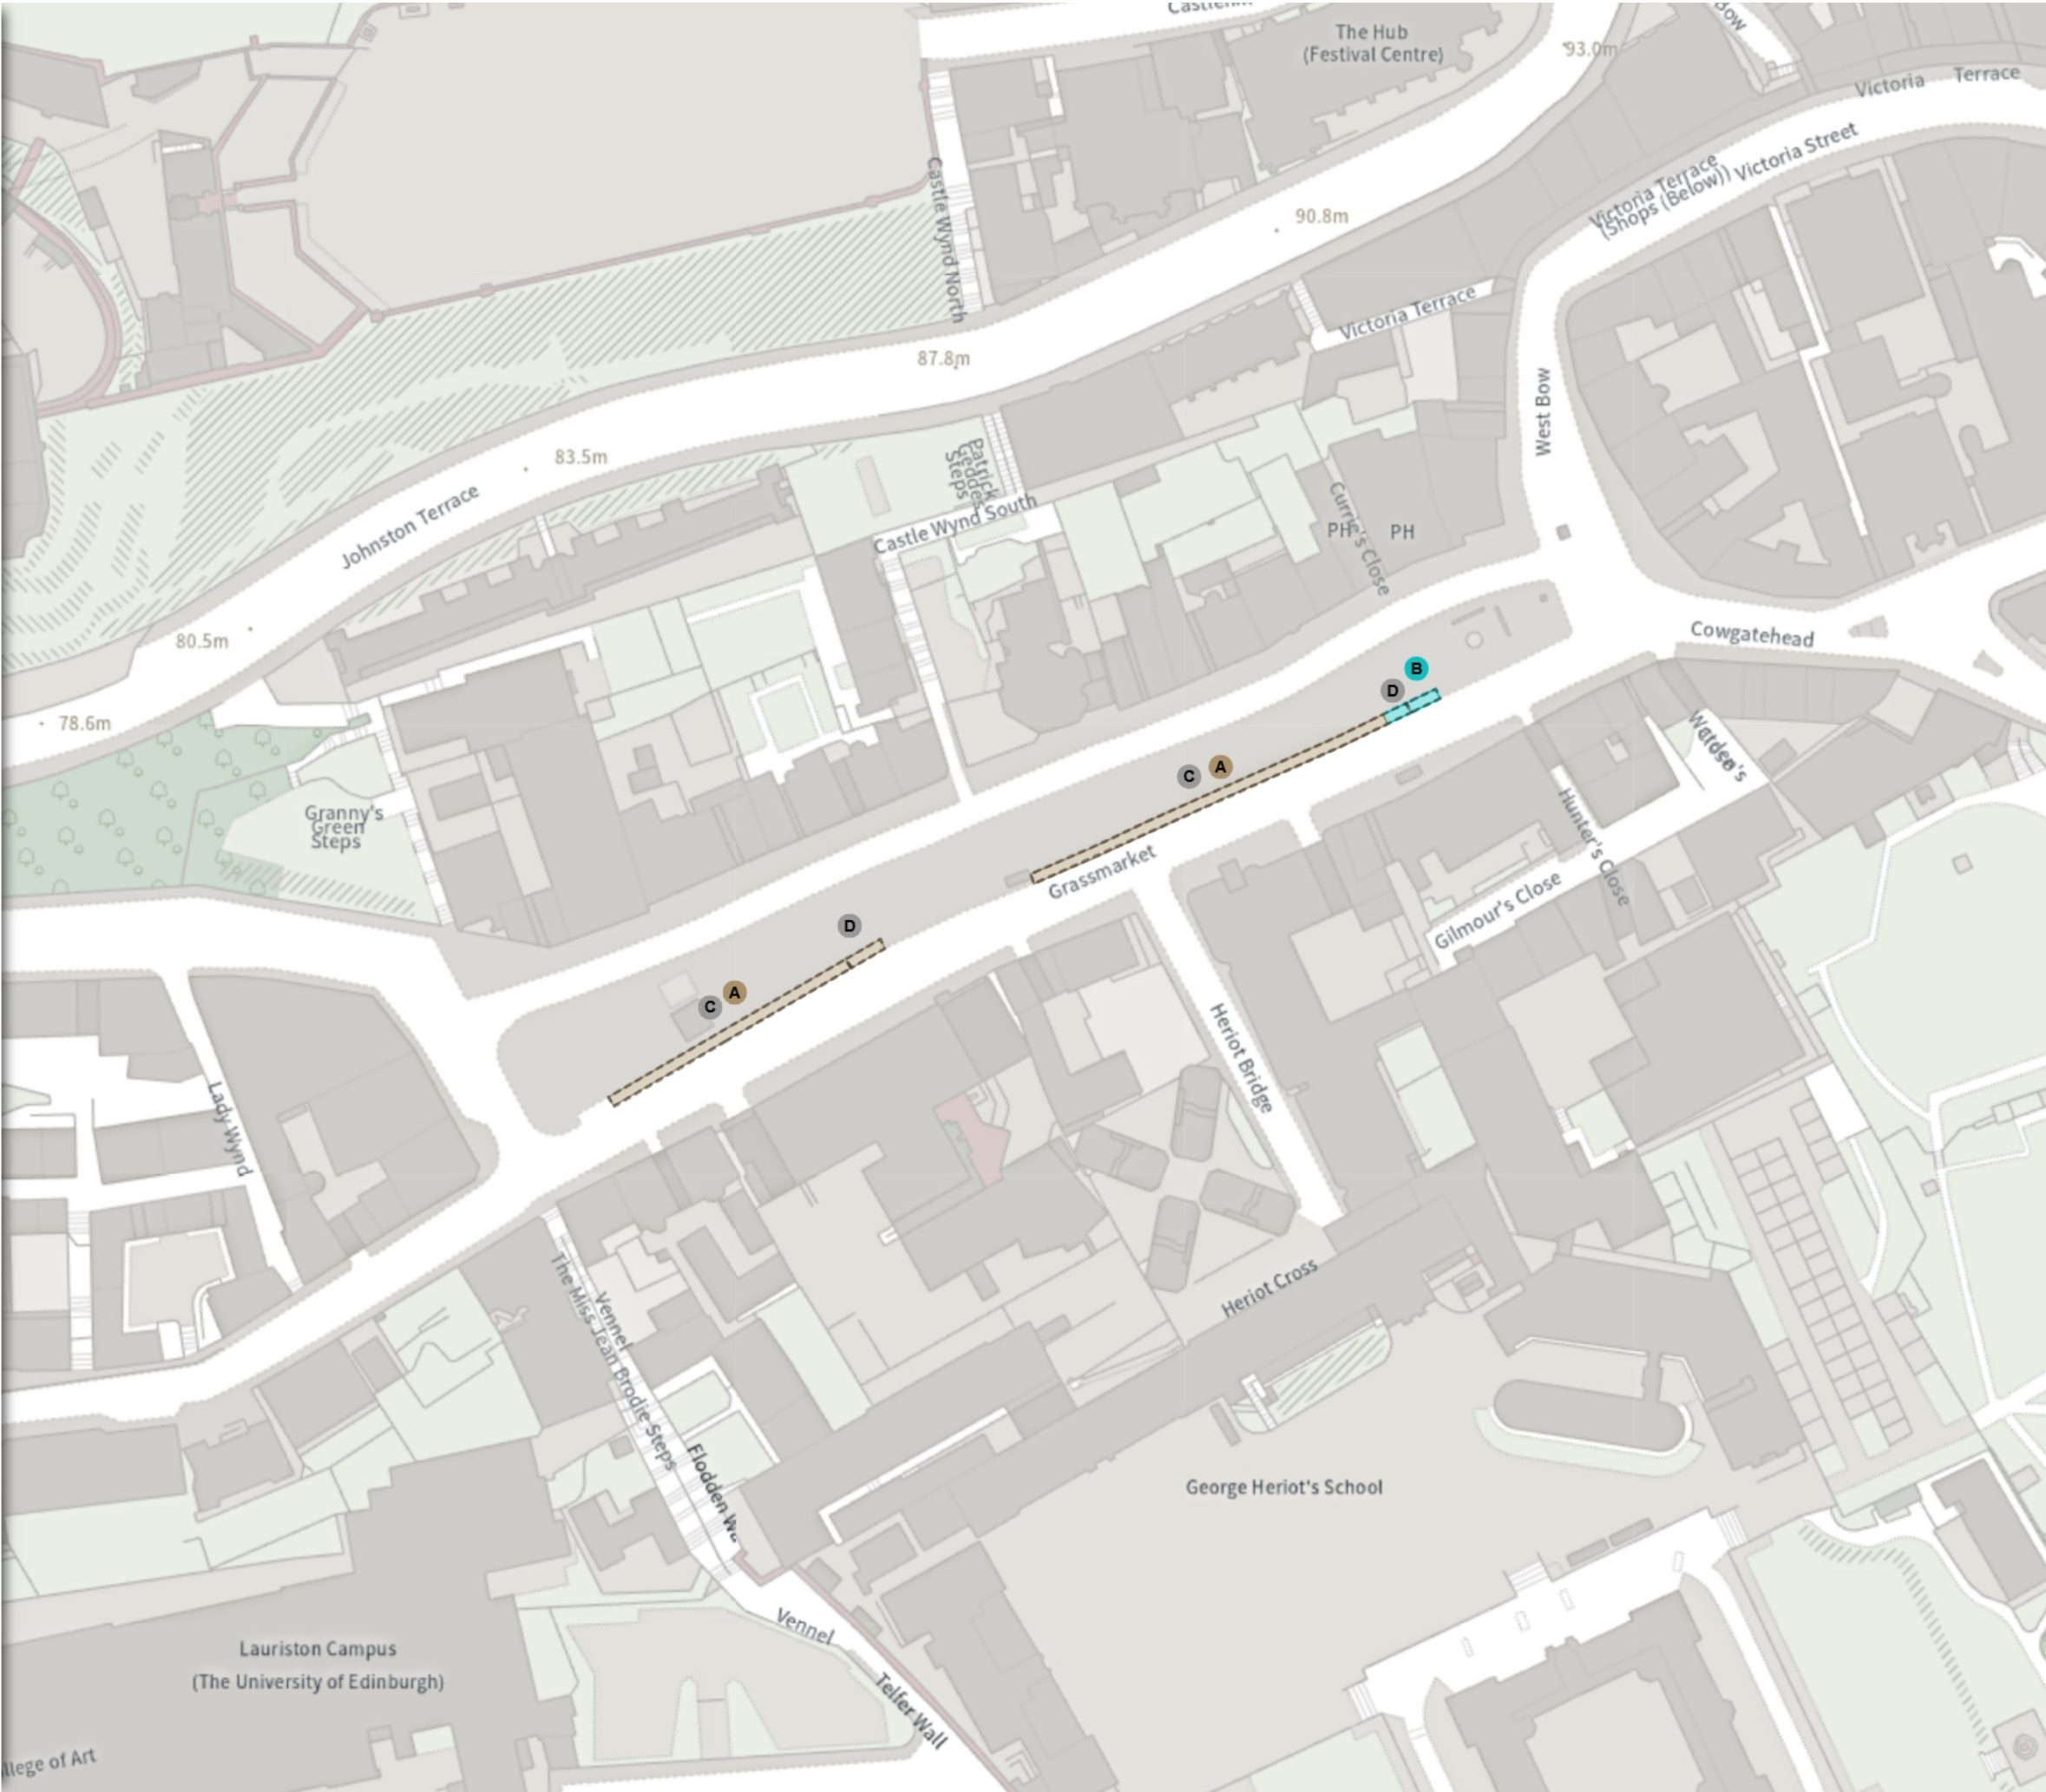 The Hub
(Festival Centre)
93.0m
Bow
Victoria Terrace
Victoria Street
Victoria Terrace
(Shops (Below))
Castle Wynd North
90.8m
Victoria Terrace
87.8m
West Bow
83.5m
Johnston Terrace
Patrick
Geddes
Steps
Castle Wynd South
Currie's Close
PH
PH
80.5m
Cowgatehead
78.6m
B
D
C
A
Warden's
Close
Granny's
Green
Steps
Hunter's Close
Grassmarket
Gilmour's Close
D
A
C
Heriot Bridge
Lady Wynd
Heriot Cross
Vennel
The Miss Jean Brodie Steps
Flodden
George Heriot's School
Vennel
Lauriston Campus
(The University of Edinburgh)
Telfer Wall
llege of Art